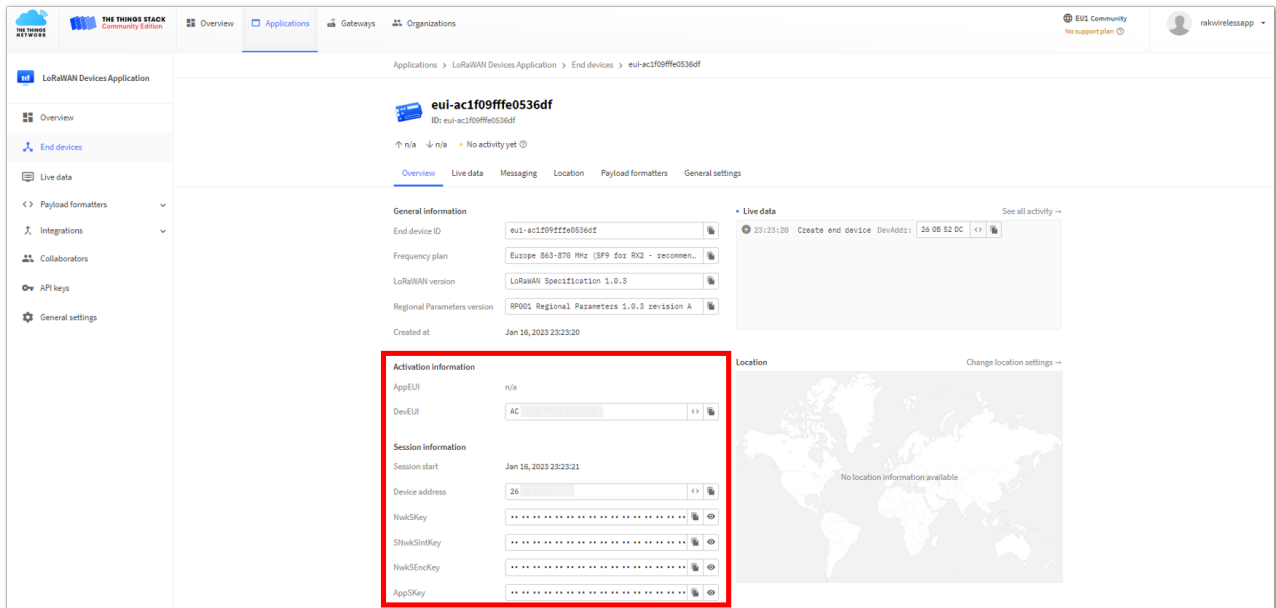 THE THINGS NETWORK
THE THINGS STACK
Community Edition
Overview
Applications
Gateways
Organizations
EU1 Community
No support plan
rakwirelessapp
LoRaWAN Devices Application
Overview
End devices
Live data
Payload formatters
Integrations
Collaborators
API keys
General settings
Applications > LoRaWAN Devices Application > End devices > eui-ac1f09fffe0536df
eui-ac1f09fffe0536df
ID: eui-ac1f09fffe0536df
↑ n/a ↓ n/a • No activity yet
Overview Live data Messaging Location Payload formatters General settings
General information
End device ID eui-ac1f09fffe0536df
Frequency plan Europe 863-870 MHz (SF9 for RX2 - recommen…
LoRaWAN version LoRaWAN Specification 1.0.3
Regional Parameters version RP001 Regional Parameters 1.0.3 revision A
Created at Jan 16, 2023 23:23:20
Activation information
AppEUI n/a
DevEUI AC
Session information
Session start Jan 16, 2023 23:23:21
Device address 26
NwkSKey
SNwkSIntKey
NwkSEncKey
AppSKey
• Live data See all activity →
23:23:20 Create end device DevAddr: 26 0B 52 DC
Location Change location settings →
No location information available